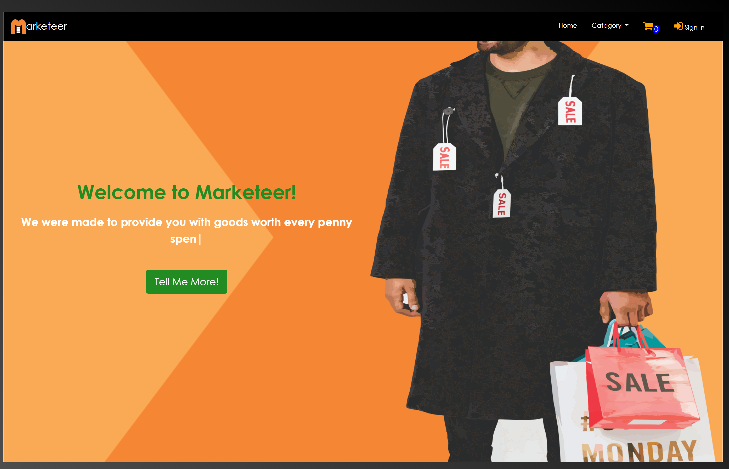 Marketeer
Home
Category
0
Sign in
SALE
SALE
SALE
Welcome to Marketeer!
We were made to provide you with goods worth every penny
spen|
Tell Me More!
SALE
MONDAY